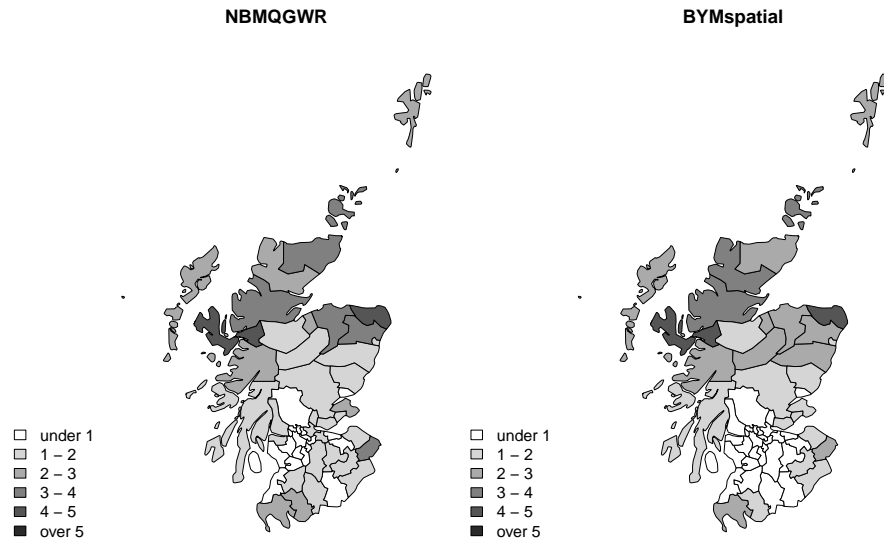 NBMQGWR
BYMspatial
under 1
1 – 2
2 – 3
3 – 4
4 – 5
over 5
under 1
1 – 2
2 – 3
3 – 4
4 – 5
over 5